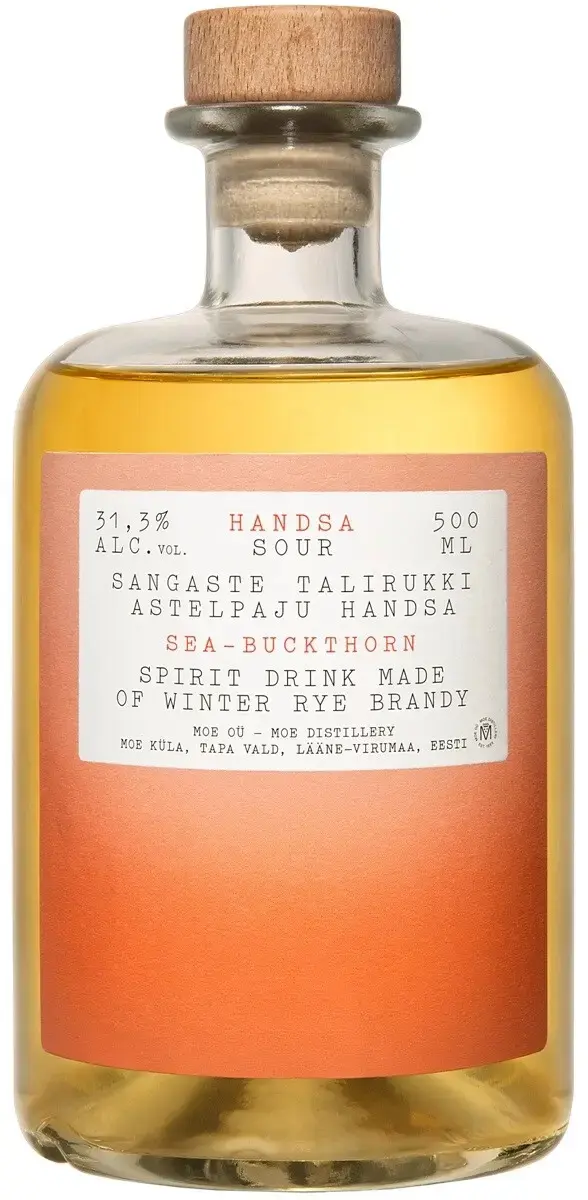 31,3% HANDSA 500
ALC. VOL. SOUR ML
SANGASTE TALIRUKKI
ASTELPAJU HANDSA
SEA-BUCKTHORN
SPIRIT DRINK MADE
OF WINTER RYE BRANDY
MOE OÜ – MOE DISTILLERY
MOE KÜLA, TAPA VALD, LÄÄNE-VIRUMAA, EESTI